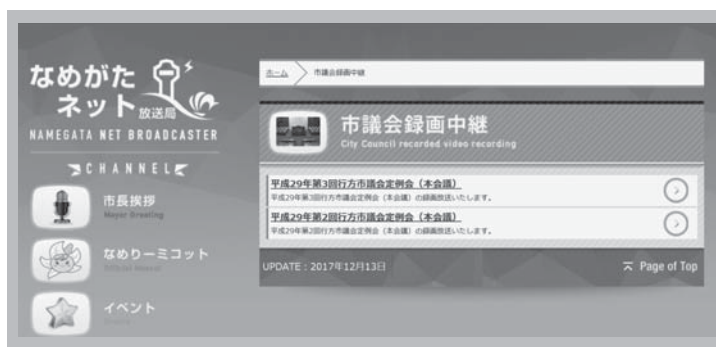 なめがた
ネット放送局
NAMEGATA NET BROADCASTER
CHANNEL
市長挨拶
Mayor Greeting
なめりーミコット
イベント
ホーム
市議会録画中継
市議会録画中継
City Council recorded video recording
平成29年第3回行方市議会定例会（本会議）
平成29年第3回行方市議会定例会（本会議）の録画放送いたします。
平成29年第2回行方市議会定例会（本会議）
平成29年第2回行方市議会定例会（本会議）の録画放送いたします。
UPDATE：2017年12月13日
Page of Top